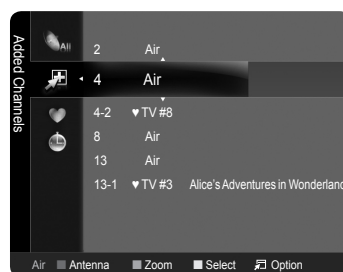 Added Channels
All
2 Air
4 Air
4-2 ♥ TV #8
8 Air
13 Air
13-1 ♥ TV #3 Alice's Adventures in Wonderland
Air Antenna Zoom Select Option